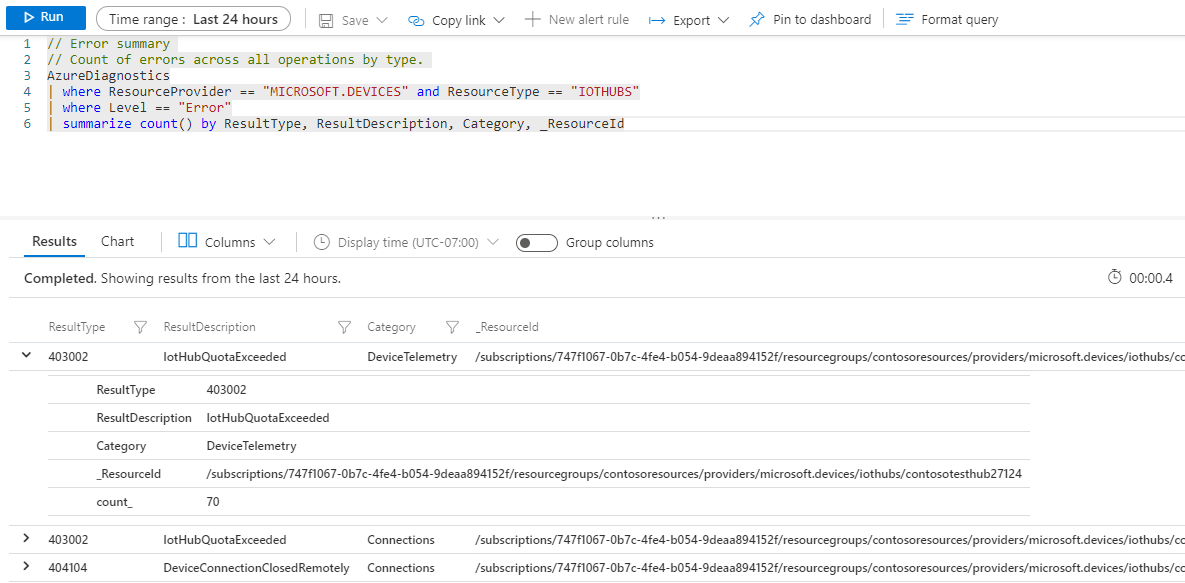 Run Time range : Last 24 hours Save Copy link New alert rule Export Pin to dashboard Format query
1 // Error summary
2 // Count of errors across all operations by type.
3 AzureDiagnostics
4 | where ResourceProvider == "MICROSOFT.DEVICES" and ResourceType == "IOTHUBS"
5 | where Level == "Error"
6 | summarize count() by ResultType, ResultDescription, Category, _ResourceId
Results Chart Columns Display time (UTC-07:00) Group columns
Completed. Showing results from the last 24 hours. 00:00.4
ResultType ResultDescription Category _ResourceId
403002 IotHubQuotaExceeded DeviceTelemetry /subscriptions/747f1067-0b7c-4fe4-b054-9deaa894152f/resourcegroups/contosoresources/providers/microsoft.devices/iothubs/co
ResultType 403002
ResultDescription IotHubQuotaExceeded
Category DeviceTelemetry
_ResourceId /subscriptions/747f1067-0b7c-4fe4-b054-9deaa894152f/resourcegroups/contosoresources/providers/microsoft.devices/iothubs/contosotesthub27124
count_ 70
403002 IotHubQuotaExceeded Connections /subscriptions/747f1067-0b7c-4fe4-b054-9deaa894152f/resourcegroups/contosoresources/providers/microsoft.devices/iothubs/co
404104 DeviceConnectionClosedRemotely Connections /subscriptions/747f1067-0b7c-4fe4-b054-9deaa894152f/resourcegroups/contosoresources/providers/microsoft.devices/iothubs/co